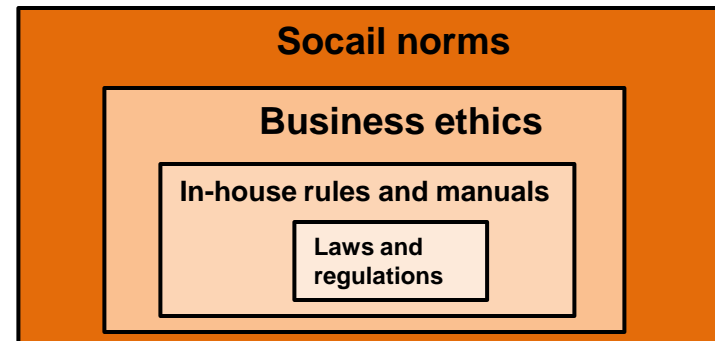 Socail norms
Business ethics
In-house rules and manuals
Laws and
regulations